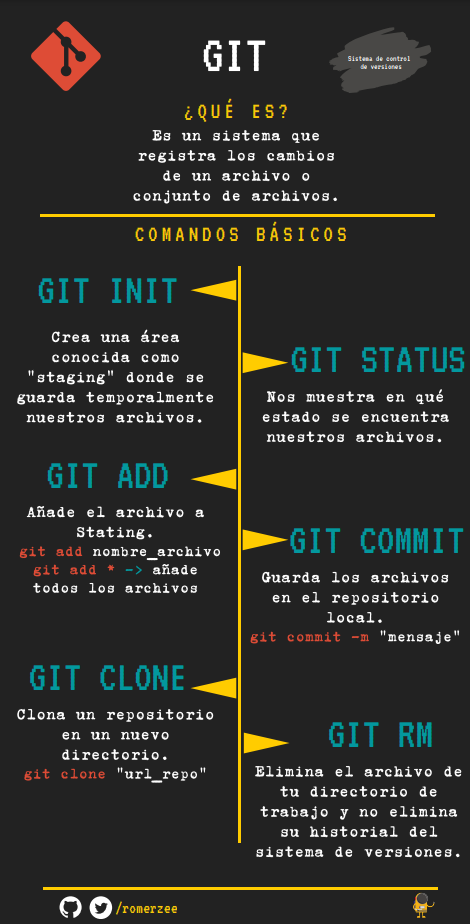 GIT
Sistema de control
de versiones
¿QUÉ ES?
Es un sistema que
registra los cambios
de un archivo o
conjunto de archivos.
COMANDOS BÁSICOS
GIT INIT
Crea una área
conocida como
"staging" donde se
guarda temporalmente
nuestros archivos.
GIT STATUS
Nos muestra en qué
estado se encuentra
nuestros archivos.
GIT ADD
Añade el archivo a
Stating.
git add nombre_archivo
git add * -> añade
todos los archivos
GIT COMMIT
Guarda los archivos
en el repositorio
local.
git commit -m "mensaje"
GIT CLONE
Clona un repositorio
en un nuevo
directorio.
git clone "url_repo"
GIT RM
Elimina el archivo de
tu directorio de
trabajo y no elimina
su historial del
sistema de versiones.
/romerzee